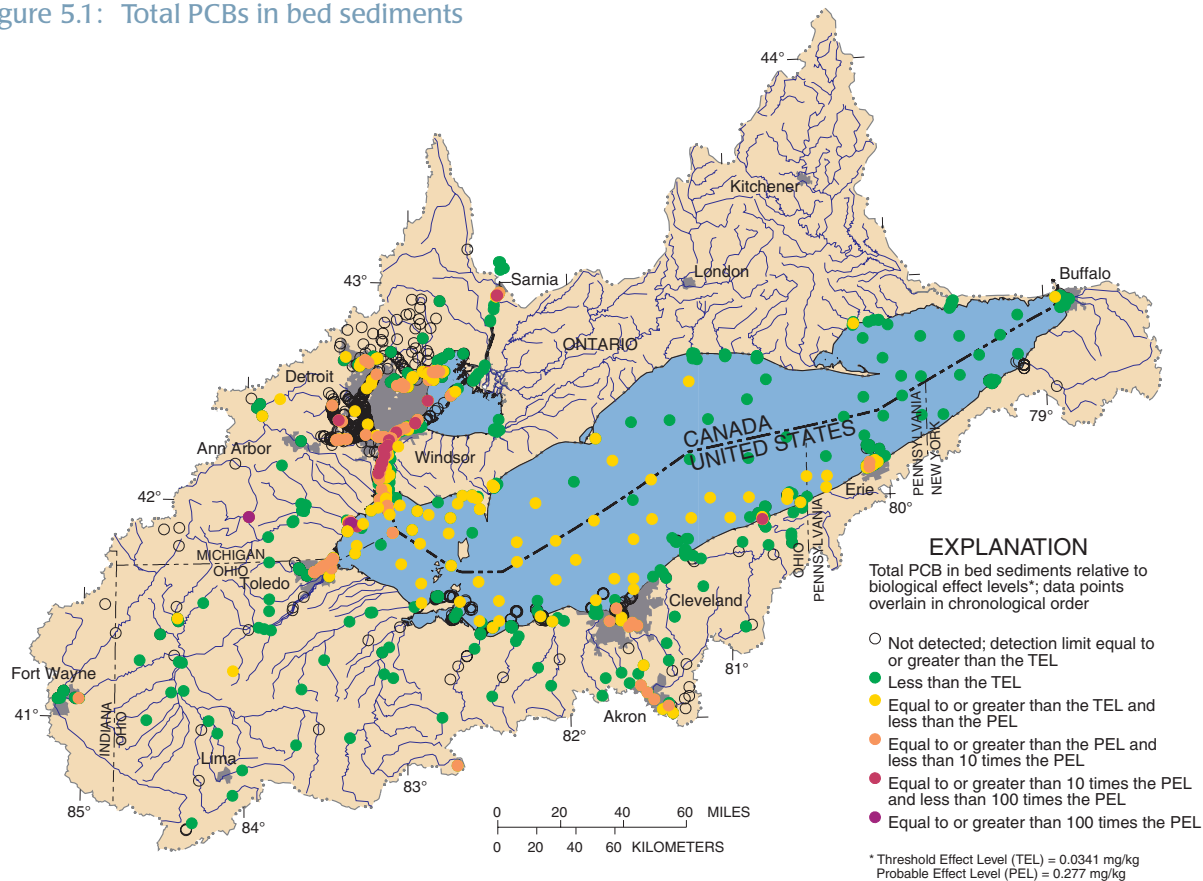 gure 5.1: Total PCBs in bed sediments
44°
Kitchener
London
Buffalo
43°
Sarnia
ONTARIO
Detroit
79°
PENNSYLVANIA
NEW YORK
CANADA
UNITED STATES
Ann Arbor
Windsor
Erie
80°
42°
MICHIGAN
OHIO
Toledo
OHIO
PENNSYLVANIA
Cleveland
81°
Fort Wayne
41°
INDIANA
OHIO
Akron
82°
Lima
83°
85°
84°
EXPLANATION
Total PCB in bed sediments relative to
biological effect levels*; data points
overlain in chronological order
Not detected; detection limit equal to
or greater than the TEL
Less than the TEL
Equal to or greater than the TEL and
less than the PEL
Equal to or greater than the PEL and
less than 10 times the PEL
Equal to or greater than 10 times the PEL
and less than 100 times the PEL
Equal to or greater than 100 times the PEL
* Threshold Effect Level (TEL) = 0.0341 mg/kg
Probable Effect Level (PEL) = 0.277 mg/kg
0 20 40 60 MILES
0 20 40 60 KILOMETERS